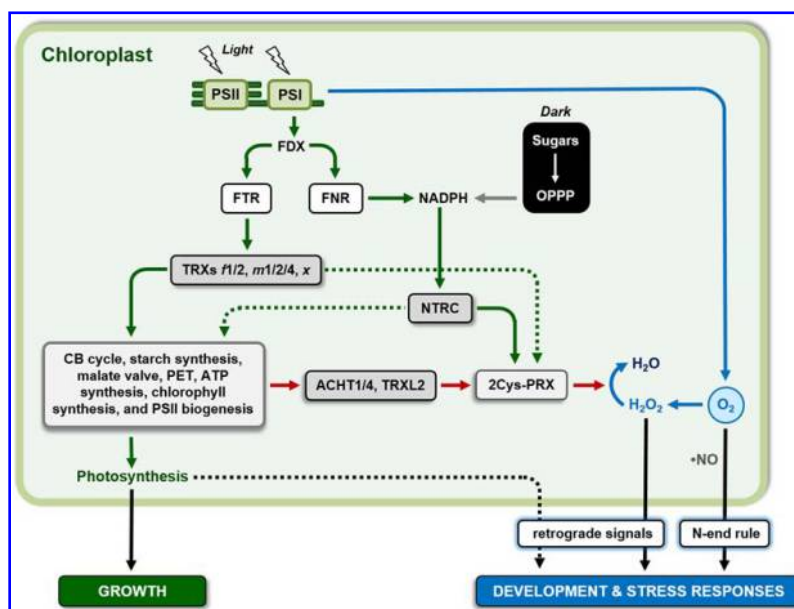 Chloroplast
Light
PSII
PSI
Dark
Sugars
OPPP
FDX
FTR
FNR
NADPH
TRXs f1/2, m1/2/4, x
NTRC
CB cycle, starch synthesis,
malate valve, PET, ATP
synthesis, chlorophyll
synthesis, and PSII biogenesis
ACHT1/4, TRXL2
2Cys-PRX
H₂O
H₂O₂
O₂
•NO
Photosynthesis
retrograde signals
N-end rule
GROWTH
DEVELOPMENT & STRESS RESPONSES